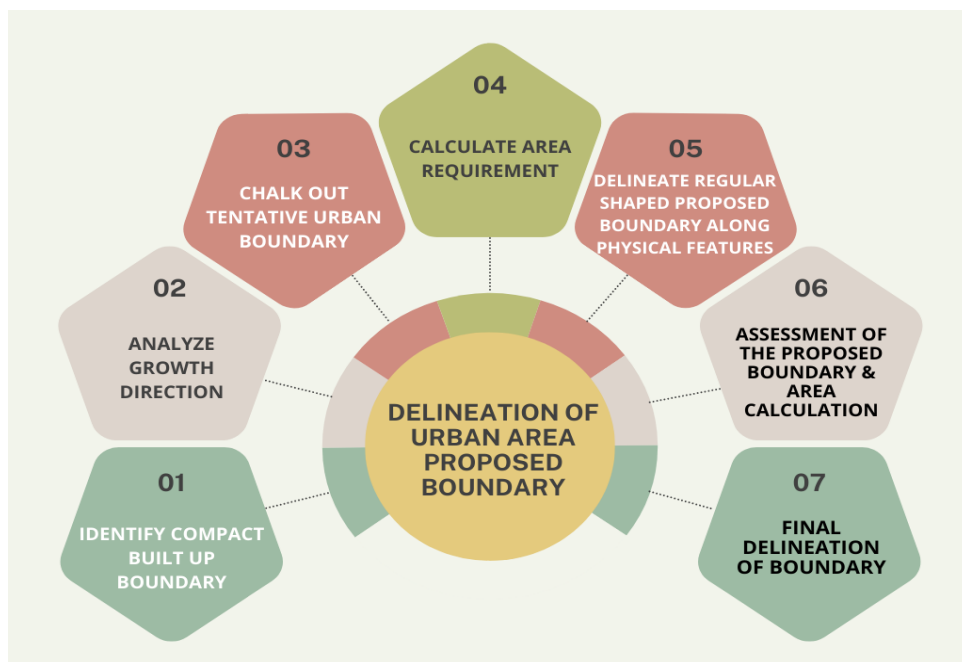 01
IDENTIFY COMPACT
BUILT UP
BOUNDARY
02
ANALYZE
GROWTH
DIRECTION
03
CHALK OUT
TENTATIVE URBAN
BOUNDARY
04
CALCULATE AREA
REQUIREMENT
05
DELINEATE REGULAR
SHAPED PROPOSED
BOUNDARY ALONG
PHYSICAL FEATURES
06
ASSESSMENT OF
THE PROPOSED
BOUNDARY &
AREA
CALCULATION
07
FINAL
DELINEATION
OF BOUNDARY
DELINEATION OF
URBAN AREA
PROPOSED
BOUNDARY